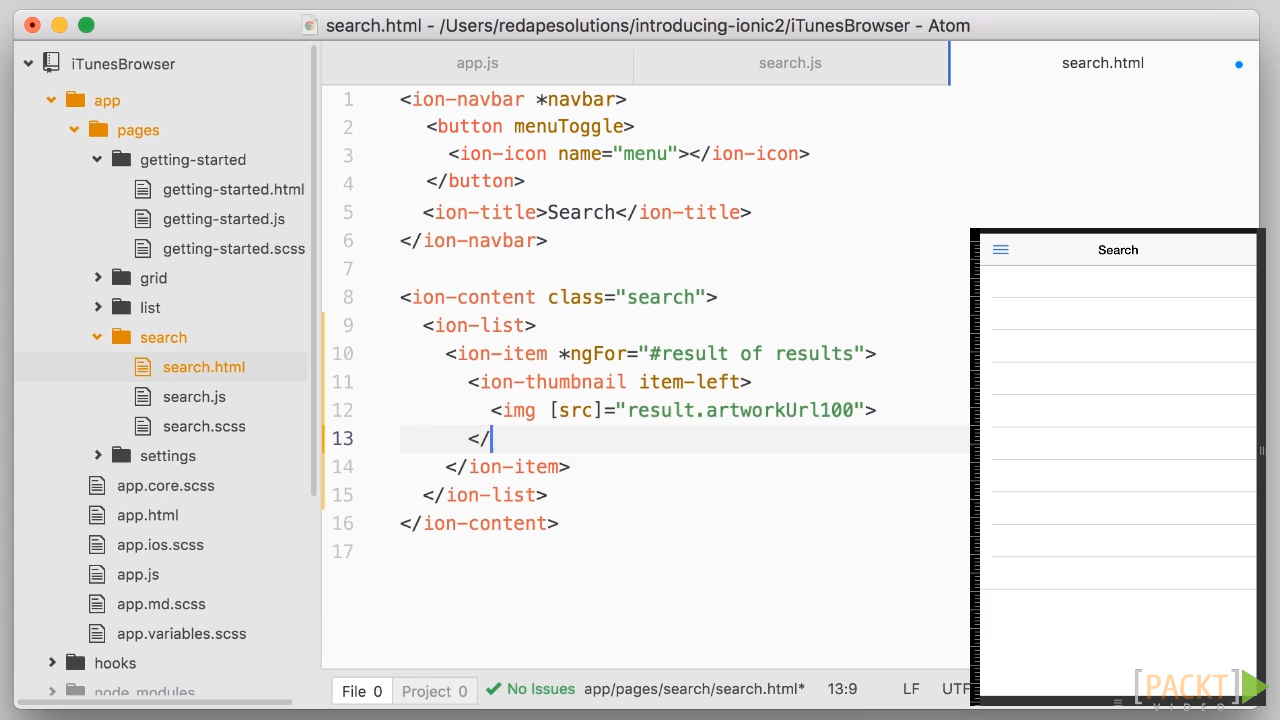 search.html - /Users/redapesolutions/introducing-ionic2/iTunesBrowser - Atom
iTunesBrowser
app
pages
getting-started
getting-started.html
getting-started.js
getting-started.scss
grid
list
search
search.html
search.js
search.scss
settings
app.core.scss
app.html
app.ios.scss
app.js
app.md.scss
app.variables.scss
hooks
node_modules
app.js
search.js
search.html
1 <ion-navbar *navbar>
2 <button menuToggle>
3 <ion-icon name="menu"></ion-icon>
4 </button>
5 <ion-title>Search</ion-title>
6 </ion-navbar>
7
8 <ion-content class="search">
9 <ion-list>
10 <ion-item *ngFor="#result of results">
11 <ion-thumbnail item-left>
12 <img [src]="result.artworkUrl100">
13 </
14 </ion-item>
15 </ion-list>
16 </ion-content>
17
Search
File 0 Project 0 No Issues app/pages/search/search.html 13:9 LF UTF
PACKT
VIDEO